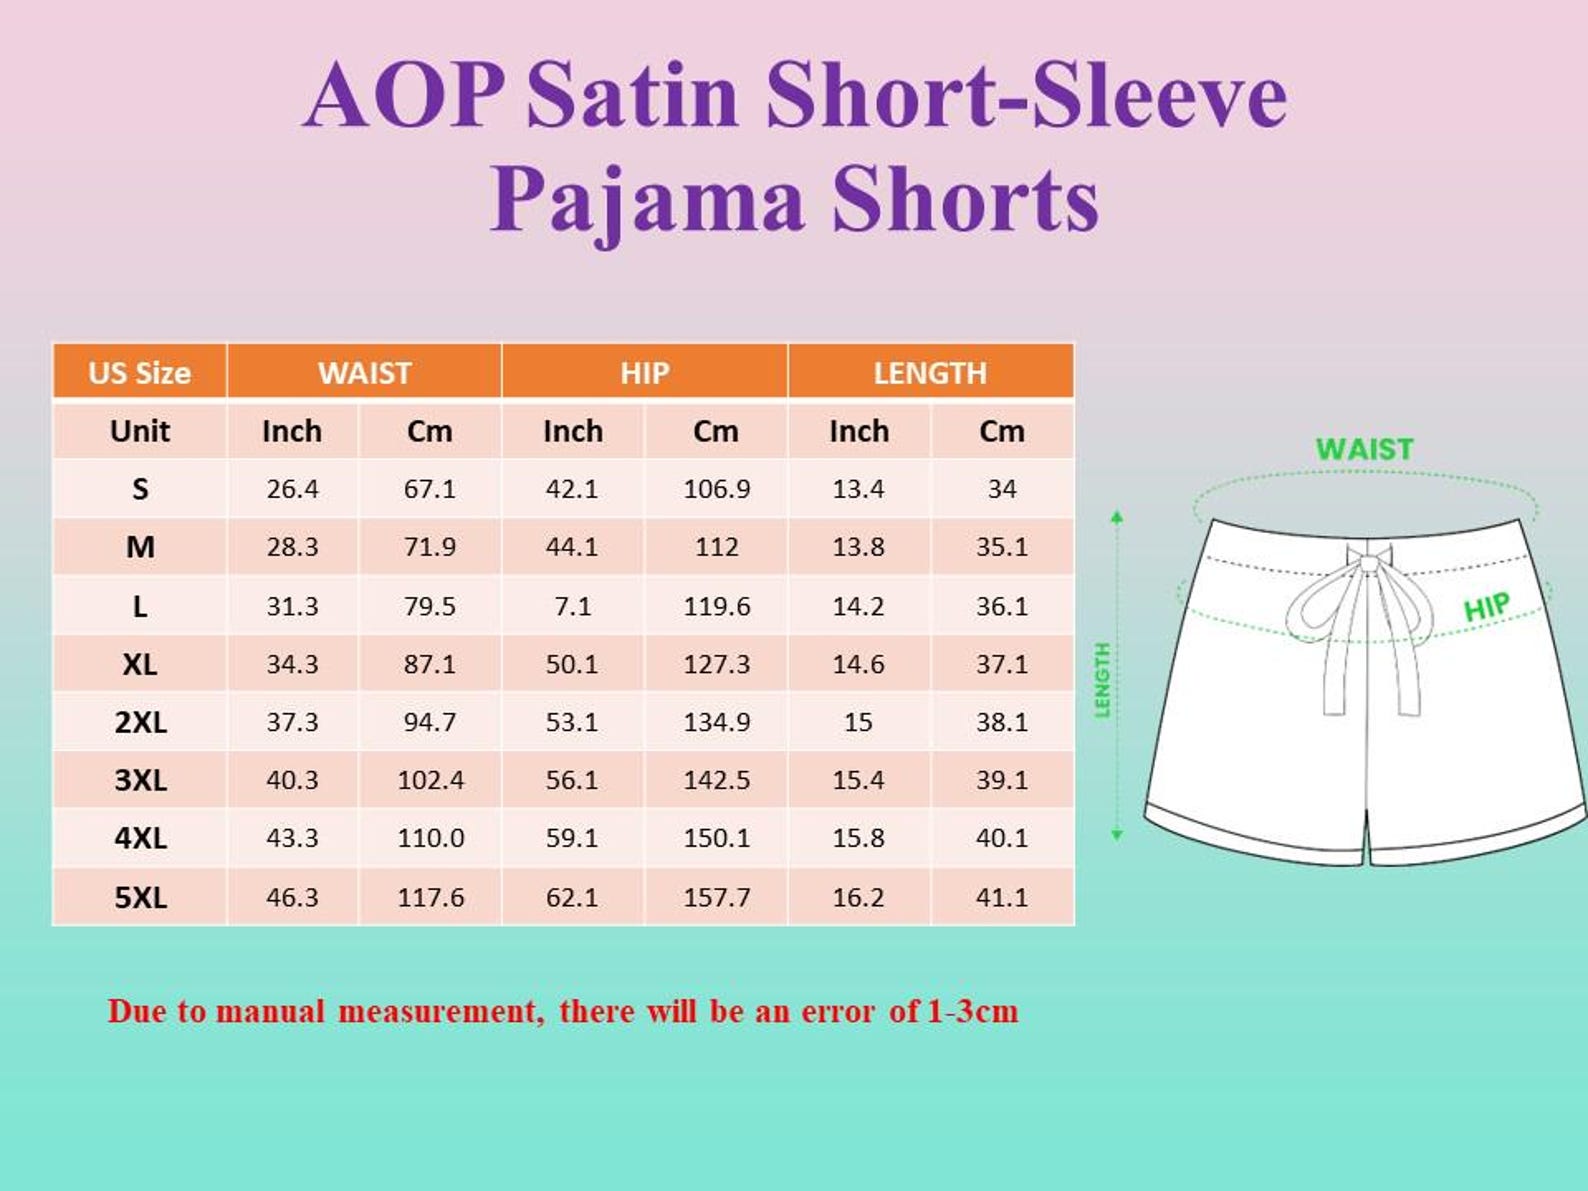 AOP Satin Short-Sleeve
Pajama Shorts
US Size WAIST HIP LENGTH
Unit Inch Cm Inch Cm Inch Cm
S 26.4 67.1 42.1 106.9 13.4 34
M 28.3 71.9 44.1 112 13.8 35.1
L 31.3 79.5 7.1 119.6 14.2 36.1
XL 34.3 87.1 50.1 127.3 14.6 37.1
2XL 37.3 94.7 53.1 134.9 15 38.1
3XL 40.3 102.4 56.1 142.5 15.4 39.1
4XL 43.3 110.0 59.1 150.1 15.8 40.1
5XL 46.3 117.6 62.1 157.7 16.2 41.1
WAIST
HIP
LENGTH
Due to manual measurement, there will be an error of 1-3cm